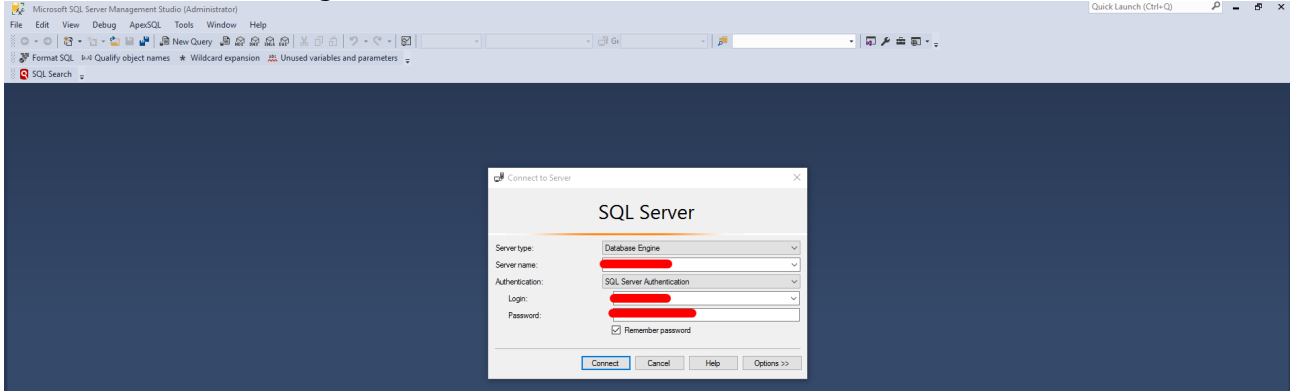 Microsoft SQL Server Management Studio (Administrator)
Quick Launch (Ctrl+Q)
File Edit View Debug ApexSQL Tools Window Help
New Query
Format SQL Qualify object names Wildcard expansion Unused variables and parameters
SQL Search
Connect to Server
SQL Server
Server type: Database Engine
Server name:
Authentication: SQL Server Authentication
Login:
Password:
Remember password
Connect Cancel Help Options >>